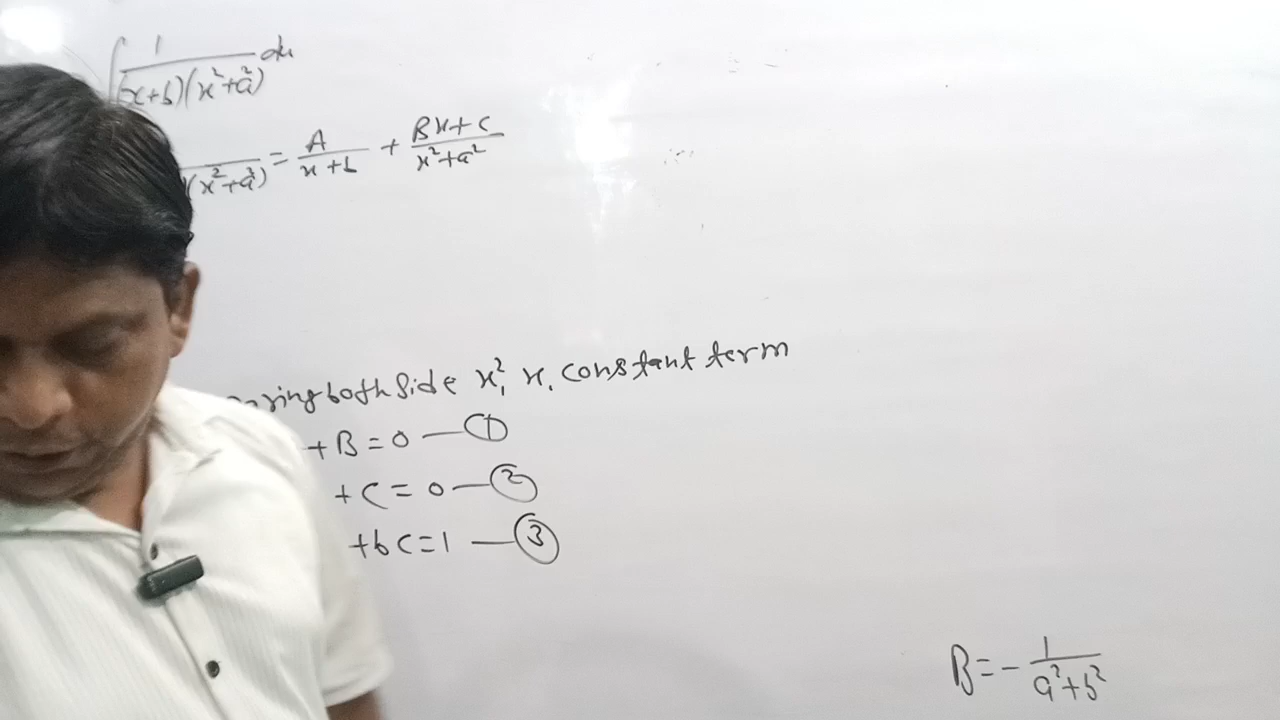 ∫ 1/((x+b)(x²+a²)) dx
(x²+a²) = A/(x+b) + (Bx+C)/(x²+a²)
ring both side x², x, constant term
+B=0 — ①
+C=0 — ②
+bC=1 — ③
B=-1/(a²+b²)